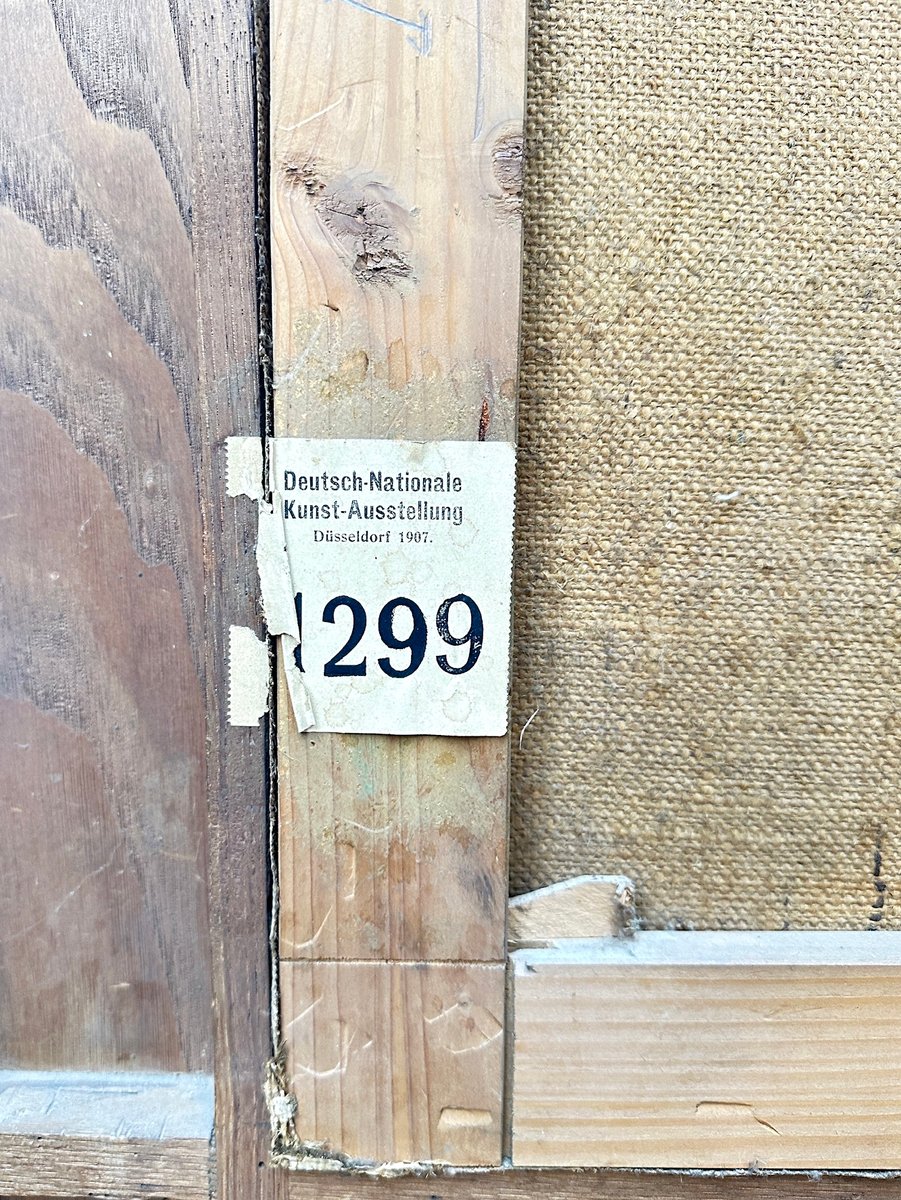 Deutsch-Nationale
Kunst-Ausstellung
Düsseldorf 1907.
1299